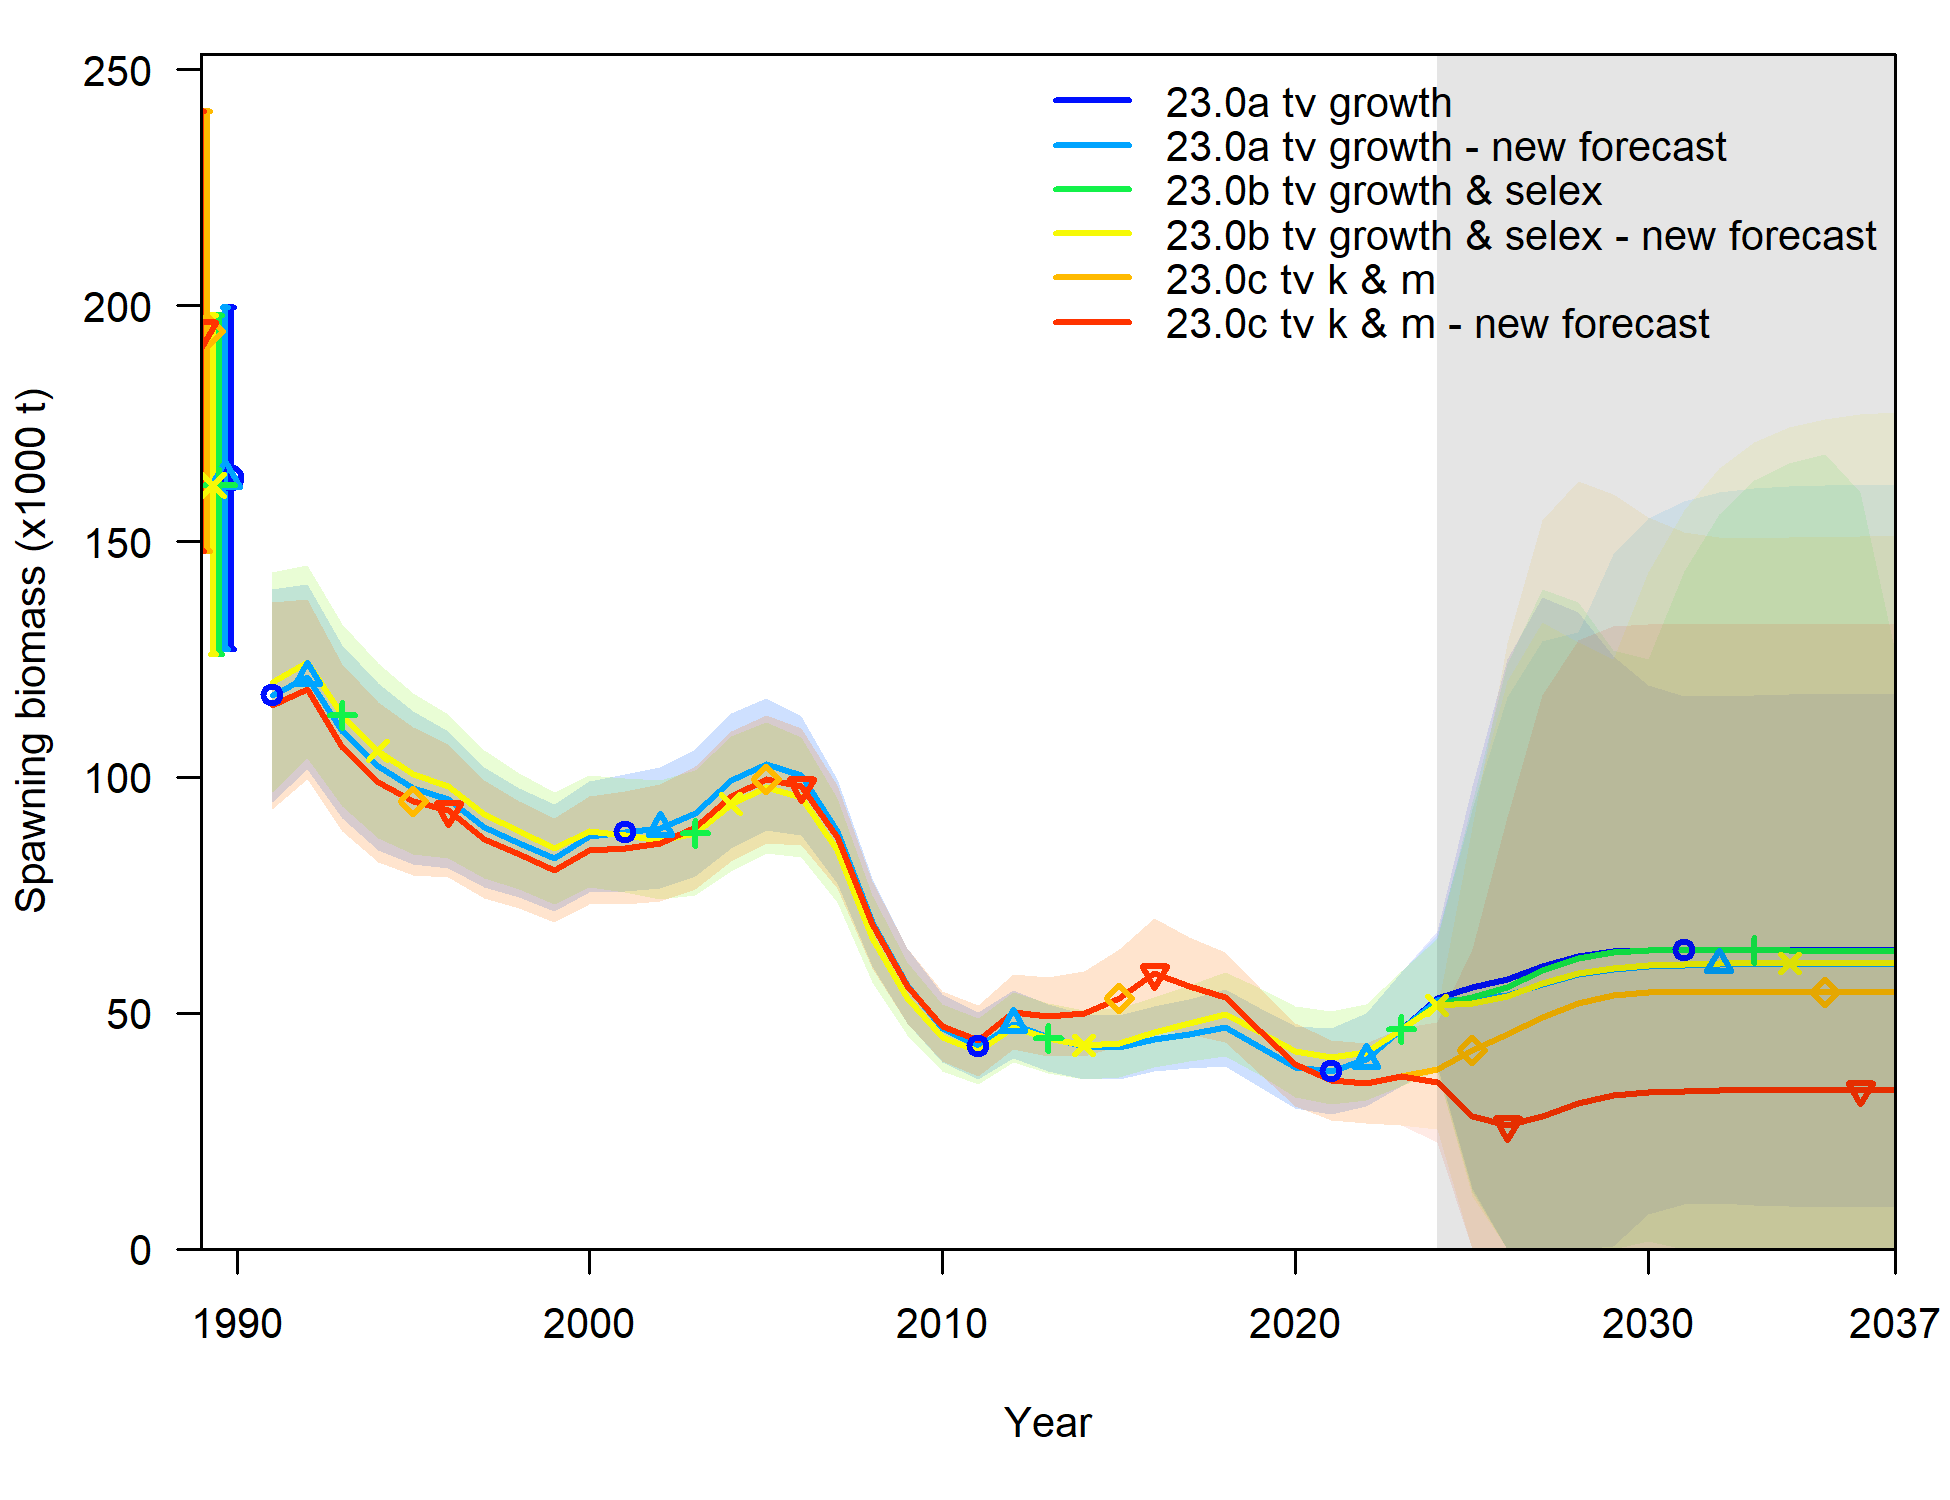 250
200
150
100
50
0
Spawning biomass (x1000 t)
23.0a tv growth
23.0a tv growth - new forecast
23.0b tv growth & selex
23.0b tv growth & selex - new forecast
23.0c tv k & m
23.0c tv k & m - new forecast
1990
2000
2010
2020
2030
2037
Year